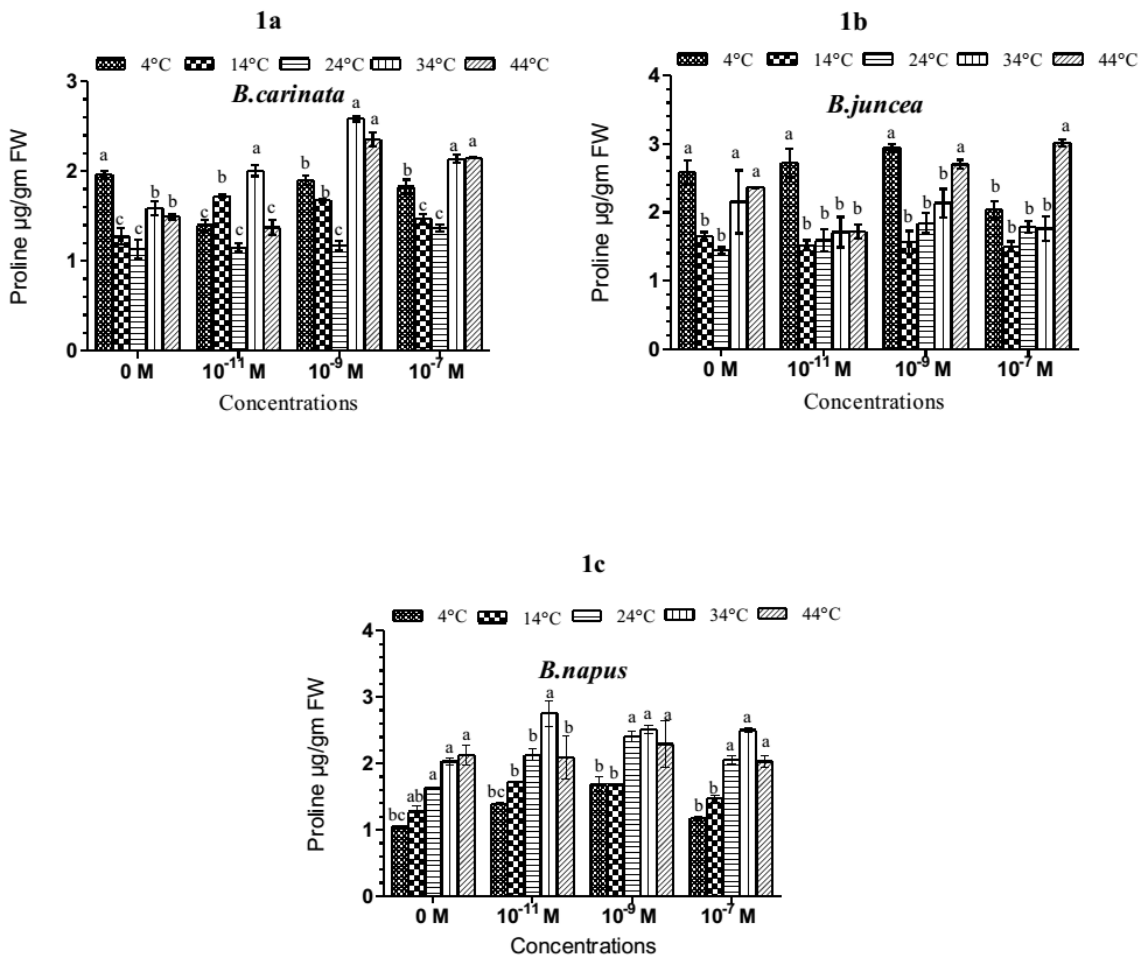 1a
4°C 14°C 24°C 34°C 44°C
B.carinata
Proline µg/gm FW
3
2
1
0
a c c b b
c b c a c
b b c a a
b c c a a
0 M 10⁻¹¹ M 10⁻⁹ M 10⁻⁷ M
Concentrations
1b
4°C 14°C 24°C 34°C 44°C
B.juncea
Proline µg/gm FW
4
3
2
1
0
a b b a a
a b b b b
a b b b a
b b b b a
0 M 10⁻¹¹ M 10⁻⁹ M 10⁻⁷ M
Concentrations
1c
4°C 14°C 24°C 34°C 44°C
B.napus
Proline µg/gm FW
4
3
2
1
0
bc ab a a a
bc b b a b
b b a a a
b b a a a
0 M 10⁻¹¹ M 10⁻⁹ M 10⁻⁷ M
Concentrations